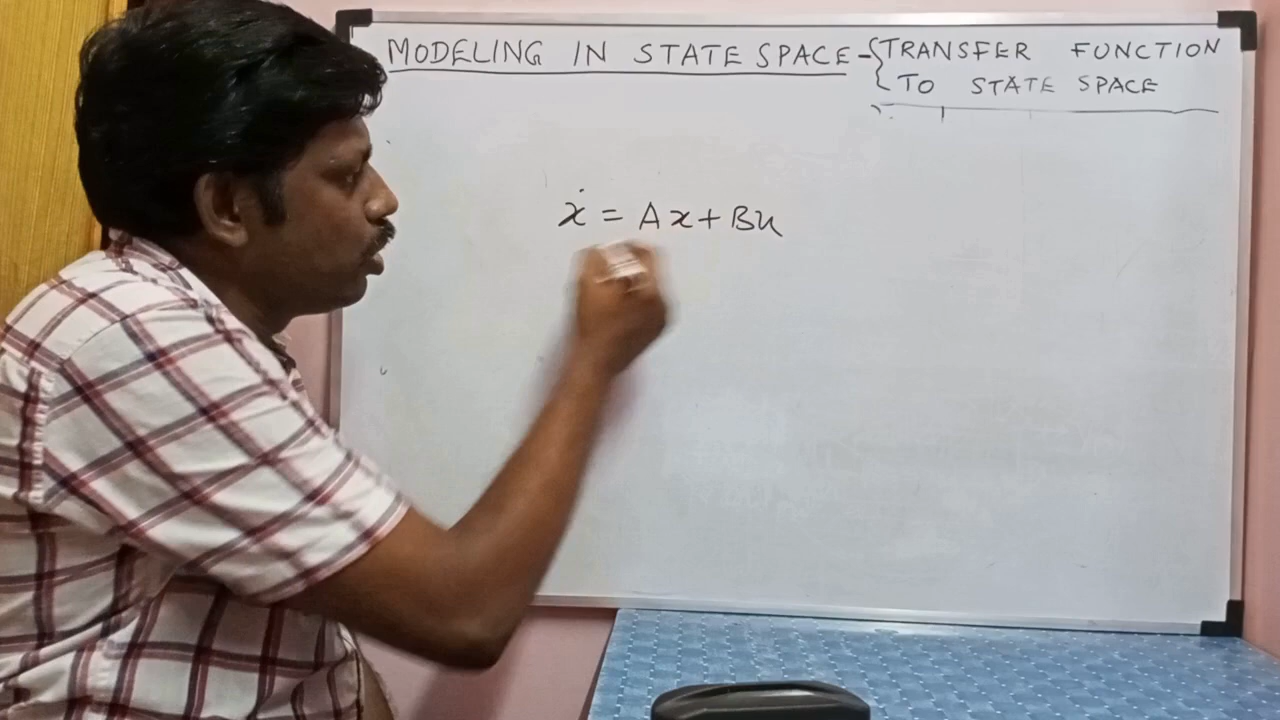 MODELING IN STATE SPACE - {TRANSFER FUNCTION
TO STATE SPACE
ẋ = Ax + Bu